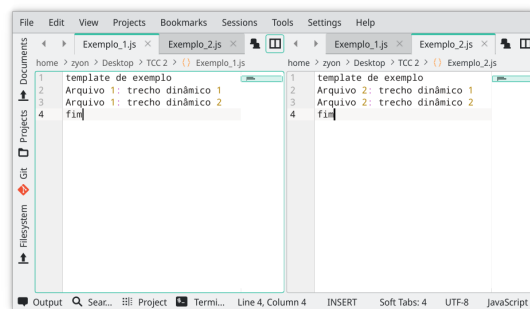 File Edit View Projects Bookmarks Sessions Tools Settings Help
Documents
Projects
Git
Filesystem
Exemplo_1.js × Exemplo_2.js ×
home > zyon > Desktop > TCC 2 > () Exemplo_1.js
1 template de exemplo
2 Arquivo 1: trecho dinâmico 1
3 Arquivo 1: trecho dinâmico 2
4 fim
Exemplo_1.js × Exemplo_2.js ×
home > zyon > Desktop > TCC 2 > () Exemplo_2.js
1 template de exemplo
2 Arquivo 2: trecho dinâmico 1
3 Arquivo 2: trecho dinâmico 2
4 fim
Output Sear... Project Termi... Line 4, Column 4 INSERT Soft Tabs: 4 UTF-8 JavaScript